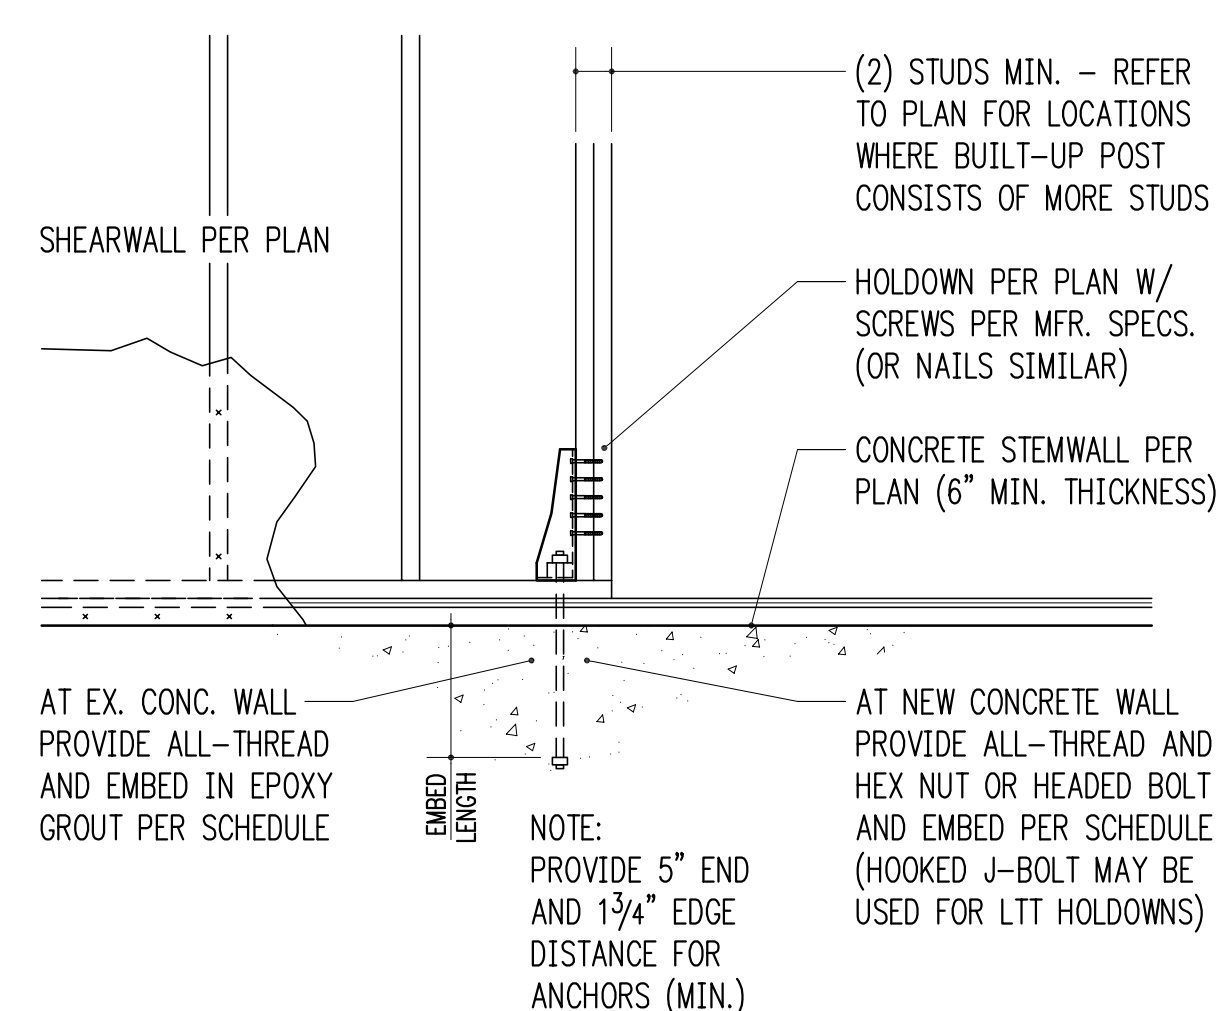 (2) STUDS MIN. – REFER
TO PLAN FOR LOCATIONS
WHERE BUILT–UP POST
CONSISTS OF MORE STUDS
SHEARWALL PER PLAN
HOLDOWN PER PLAN W/
SCREWS PER MFR. SPECS.
(OR NAILS SIMILAR)
CONCRETE STEMWALL PER
PLAN (6” MIN. THICKNESS)
AT EX. CONC. WALL
PROVIDE ALL–THREAD
AND EMBED IN EPOXY
GROUT PER SCHEDULE
EMBED
LENGTH
NOTE:
PROVIDE 5” END
AND 1 3/4” EDGE
DISTANCE FOR
ANCHORS (MIN.)
AT NEW CONCRETE WALL
PROVIDE ALL–THREAD AND
HEX NUT OR HEADED BOLT
AND EMBED PER SCHEDULE
(HOOKED J–BOLT MAY BE
USED FOR LTT HOLDOWNS)